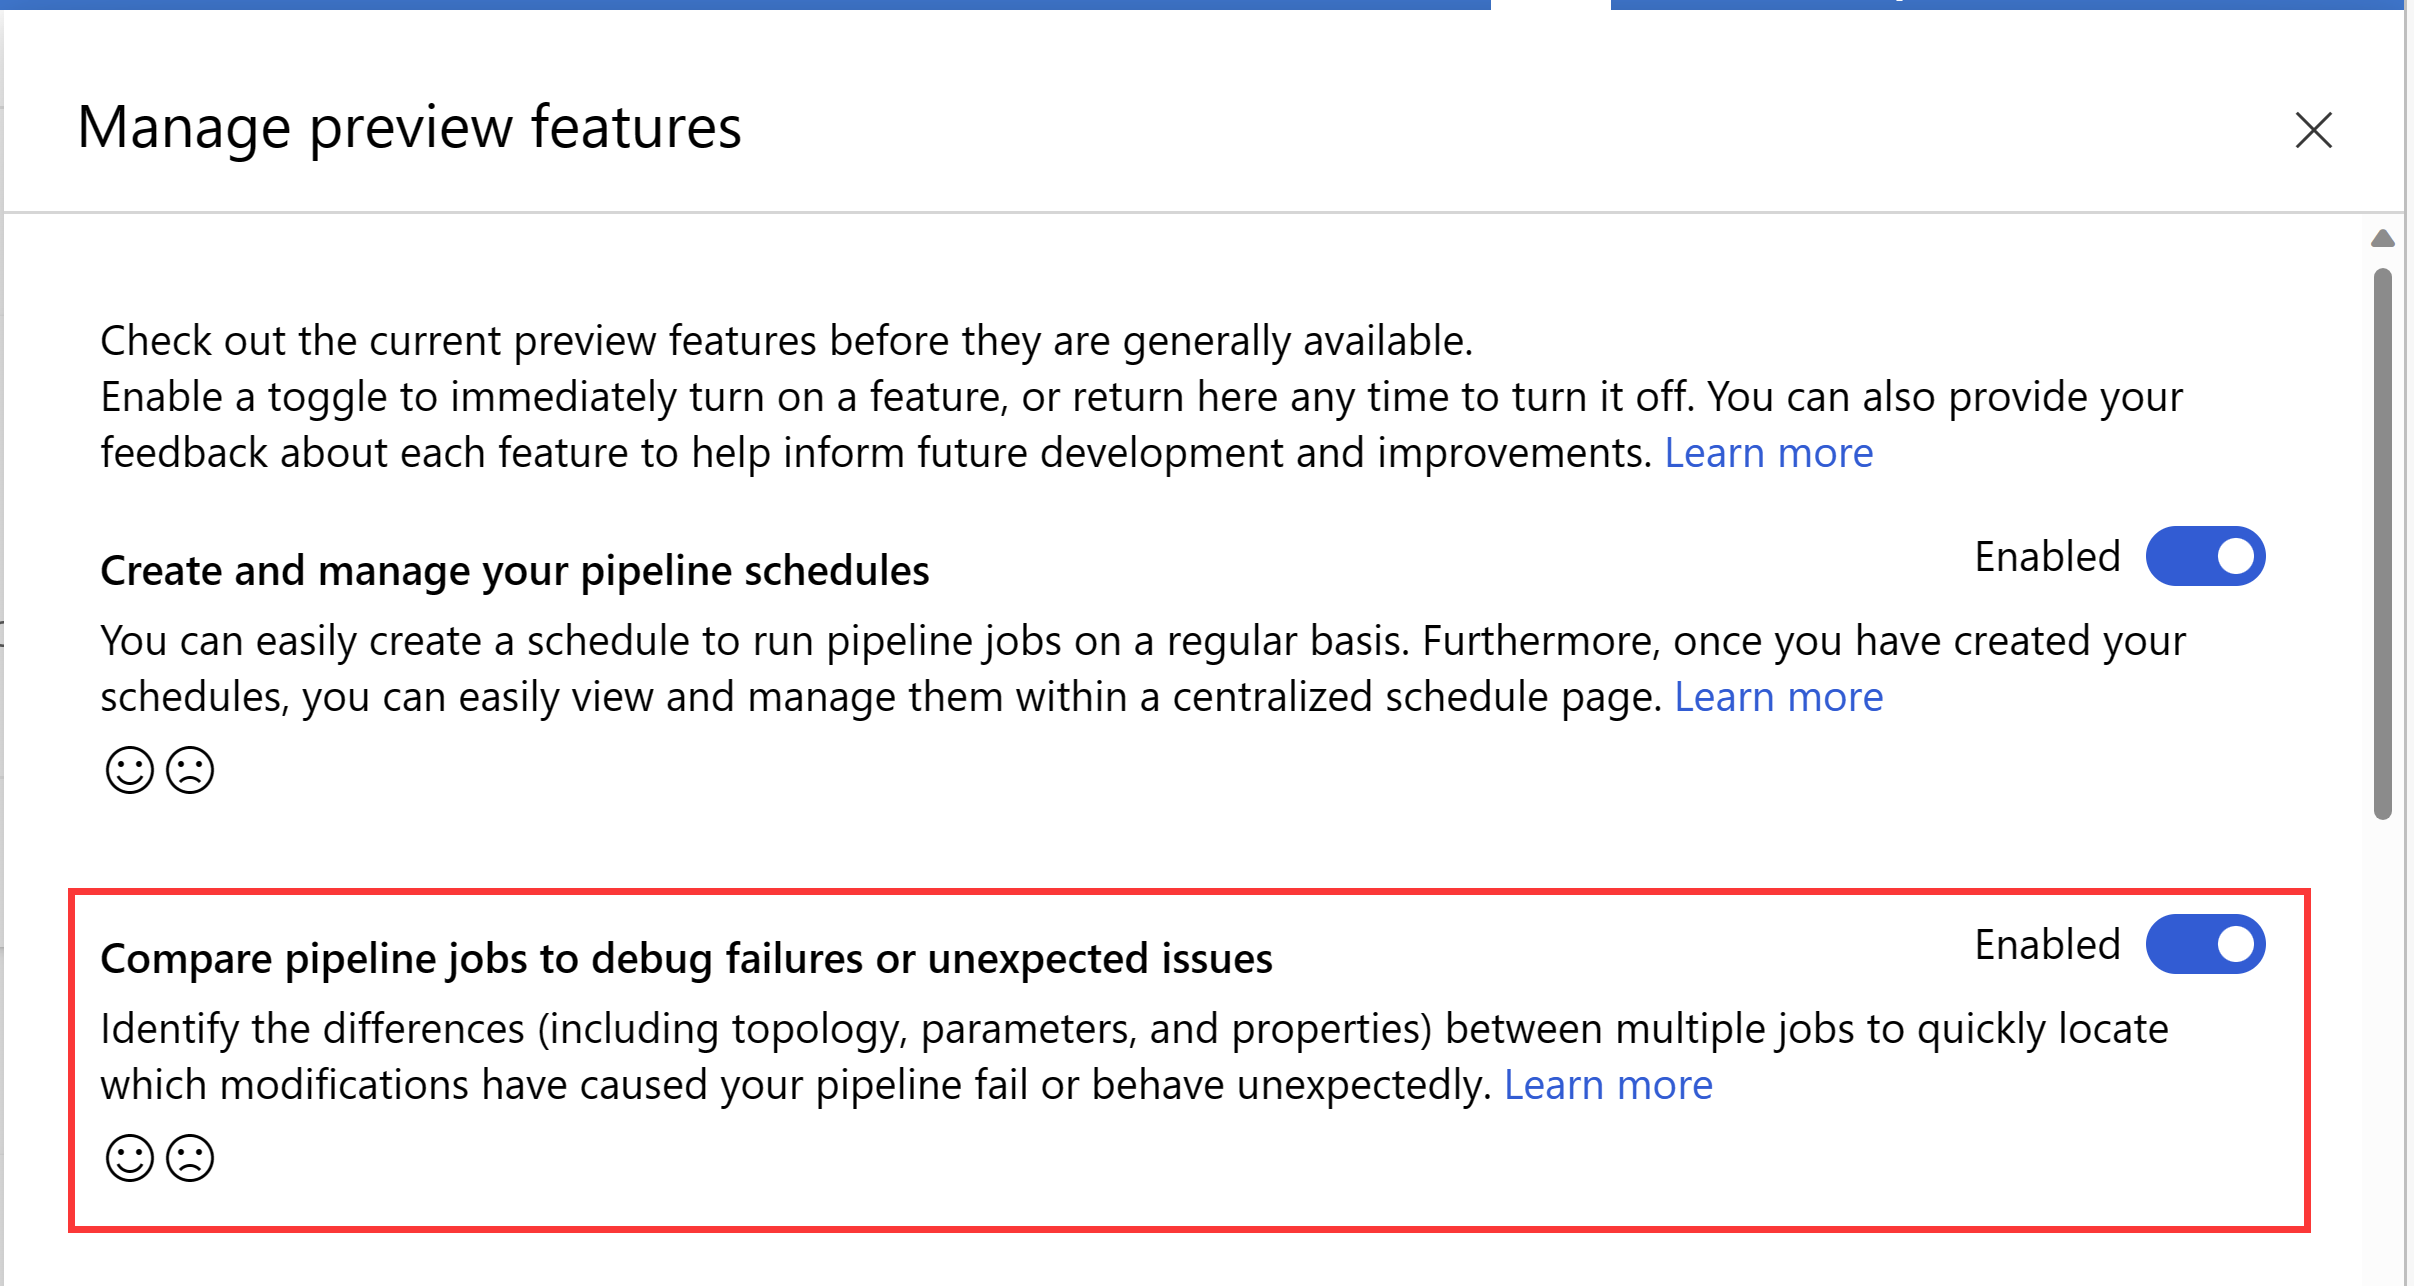 Manage preview features
Check out the current preview features before they are generally available.
Enable a toggle to immediately turn on a feature, or return here any time to turn it off. You can also provide your
feedback about each feature to help inform future development and improvements. Learn more
Create and manage your pipeline schedules
Enabled
You can easily create a schedule to run pipeline jobs on a regular basis. Furthermore, once you have created your
schedules, you can easily view and manage them within a centralized schedule page. Learn more
Compare pipeline jobs to debug failures or unexpected issues
Enabled
Identify the differences (including topology, parameters, and properties) between multiple jobs to quickly locate
which modifications have caused your pipeline fail or behave unexpectedly. Learn more